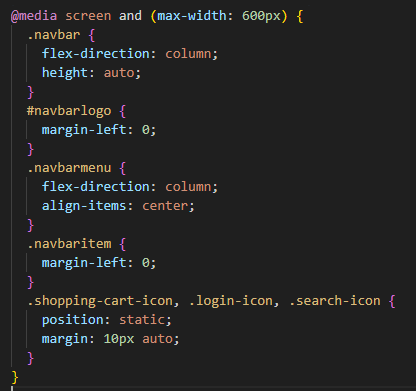 @media screen and (max-width: 600px) {
  .navbar {
    flex-direction: column;
    height: auto;
  }
  #navbarlogo {
    margin-left: 0;
  }
  .navbarmenu {
    flex-direction: column;
    align-items: center;
  }
  .navbaritem {
    margin-left: 0;
  }
  .shopping-cart-icon, .login-icon, .search-icon {
    position: static;
    margin: 10px auto;
  }
}